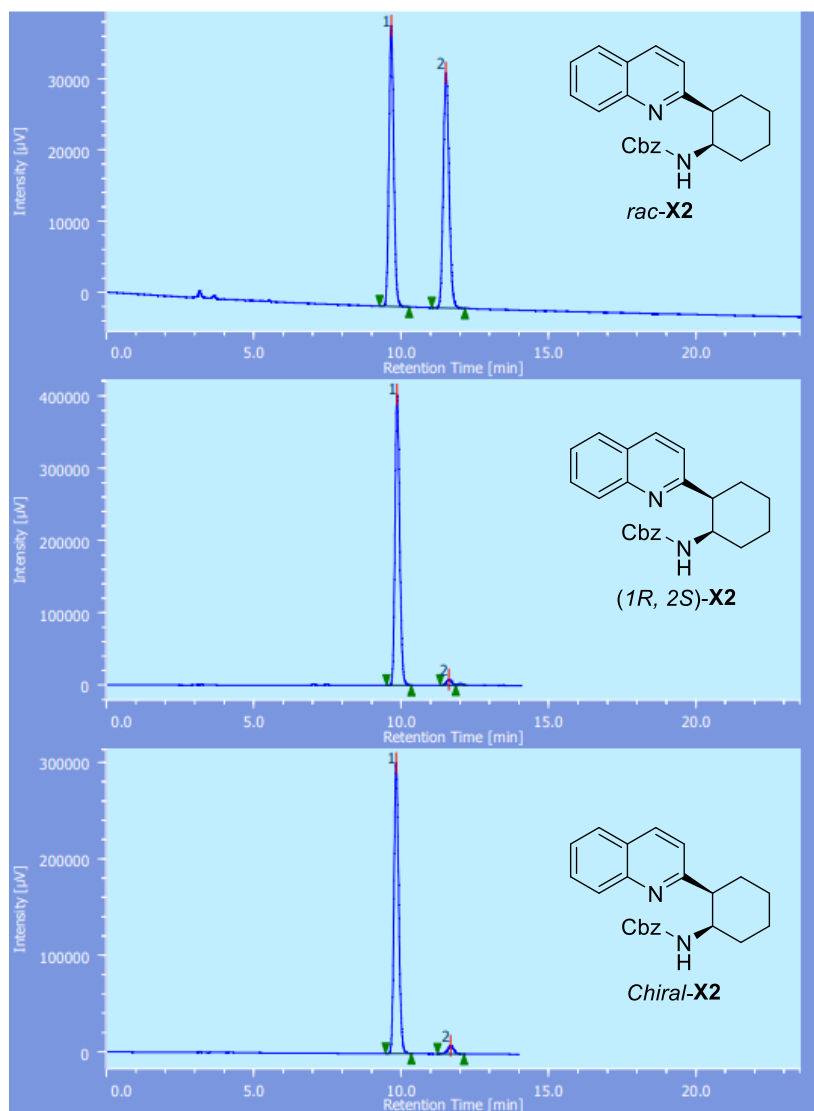 1
2
30000
20000
10000
0
Intensity [µV]
0.0 5.0 10.0 15.0 20.0
Retention Time [min]
N
Cbz
N
H
rac-X2
1
2
400000
300000
200000
100000
0
Intensity [µV]
0.0 5.0 10.0 15.0 20.0
Retention Time [min]
N
Cbz
N
H
(1R, 2S)-X2
1
2
300000
200000
100000
0
Intensity [µV]
0.0 5.0 10.0 15.0 20.0
Retention Time [min]
N
Cbz
N
H
Chiral-X2